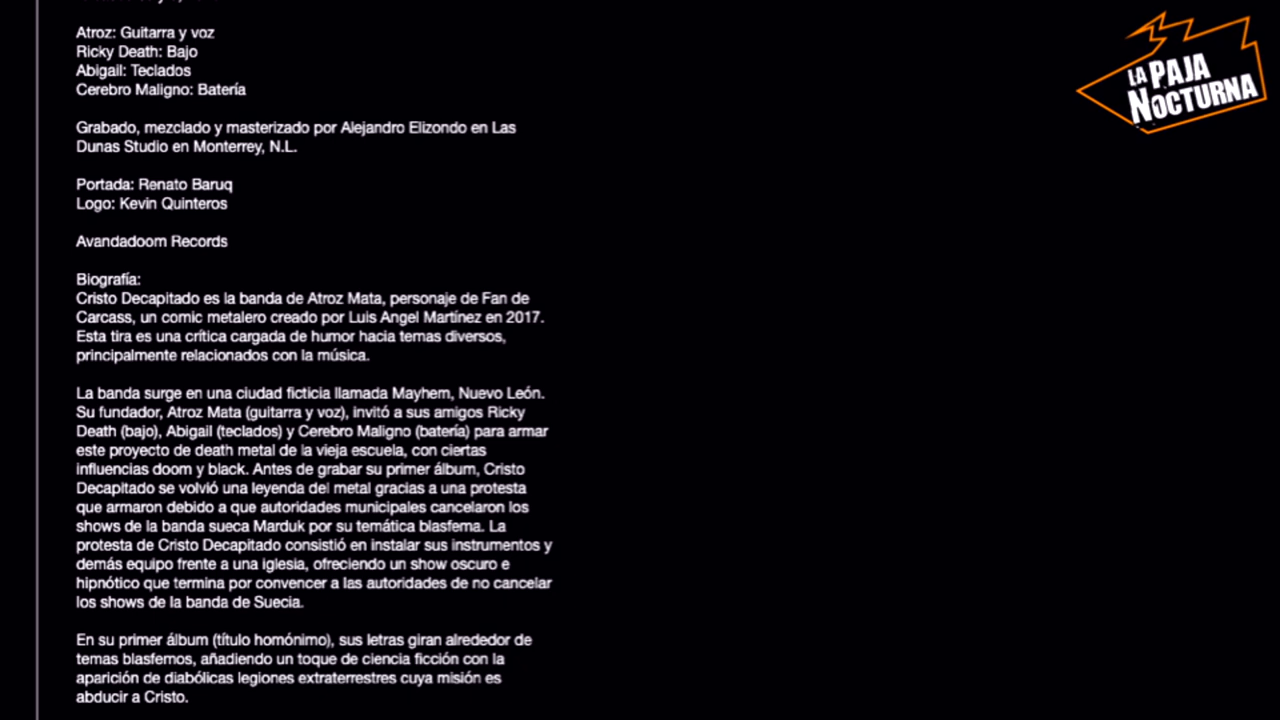 Atroz: Guitarra y voz
Ricky Death: Bajo
Abigail: Teclados
Cerebro Maligno: Batería
Grabado, mezclado y masterizado por Alejandro Elizondo en Las
Dunas Studio en Monterrey, N.L.
Portada: Renato Baruq
Logo: Kevin Quinteros
Avandadoom Records
Biografía:
Cristo Decapitado es la banda de Atroz Mata, personaje de Fan de
Carcass, un comic metalero creado por Luis Angel Martínez en 2017.
Esta tira es una crítica cargada de humor hacia temas diversos,
principalmente relacionados con la música.
La banda surge en una ciudad ficticia llamada Mayhem, Nuevo León.
Su fundador, Atroz Mata (guitarra y voz), invitó a sus amigos Ricky
Death (bajo), Abigail (teclados) y Cerebro Maligno (batería) para armar
este proyecto de death metal de la vieja escuela, con ciertas
influencias doom y black. Antes de grabar su primer álbum, Cristo
Decapitado se volvió una leyenda del metal gracias a una protesta
que armaron debido a que autoridades municipales cancelaron los
shows de la banda sueca Marduk por su temática blasfema. La
protesta de Cristo Decapitado consistió en instalar sus instrumentos y
demás equipo frente a una iglesia, ofreciendo un show oscuro e
hipnótico que termina por convencer a las autoridades de no cancelar
los shows de la banda de Suecia.
En su primer álbum (título homónimo), sus letras giran alrededor de
temas blasfemos, añadiendo un toque de ciencia ficción con la
aparición de diabólicas legiones extraterrestres cuya misión es
abducir a Cristo.
LA PAJA
NOCTURNA